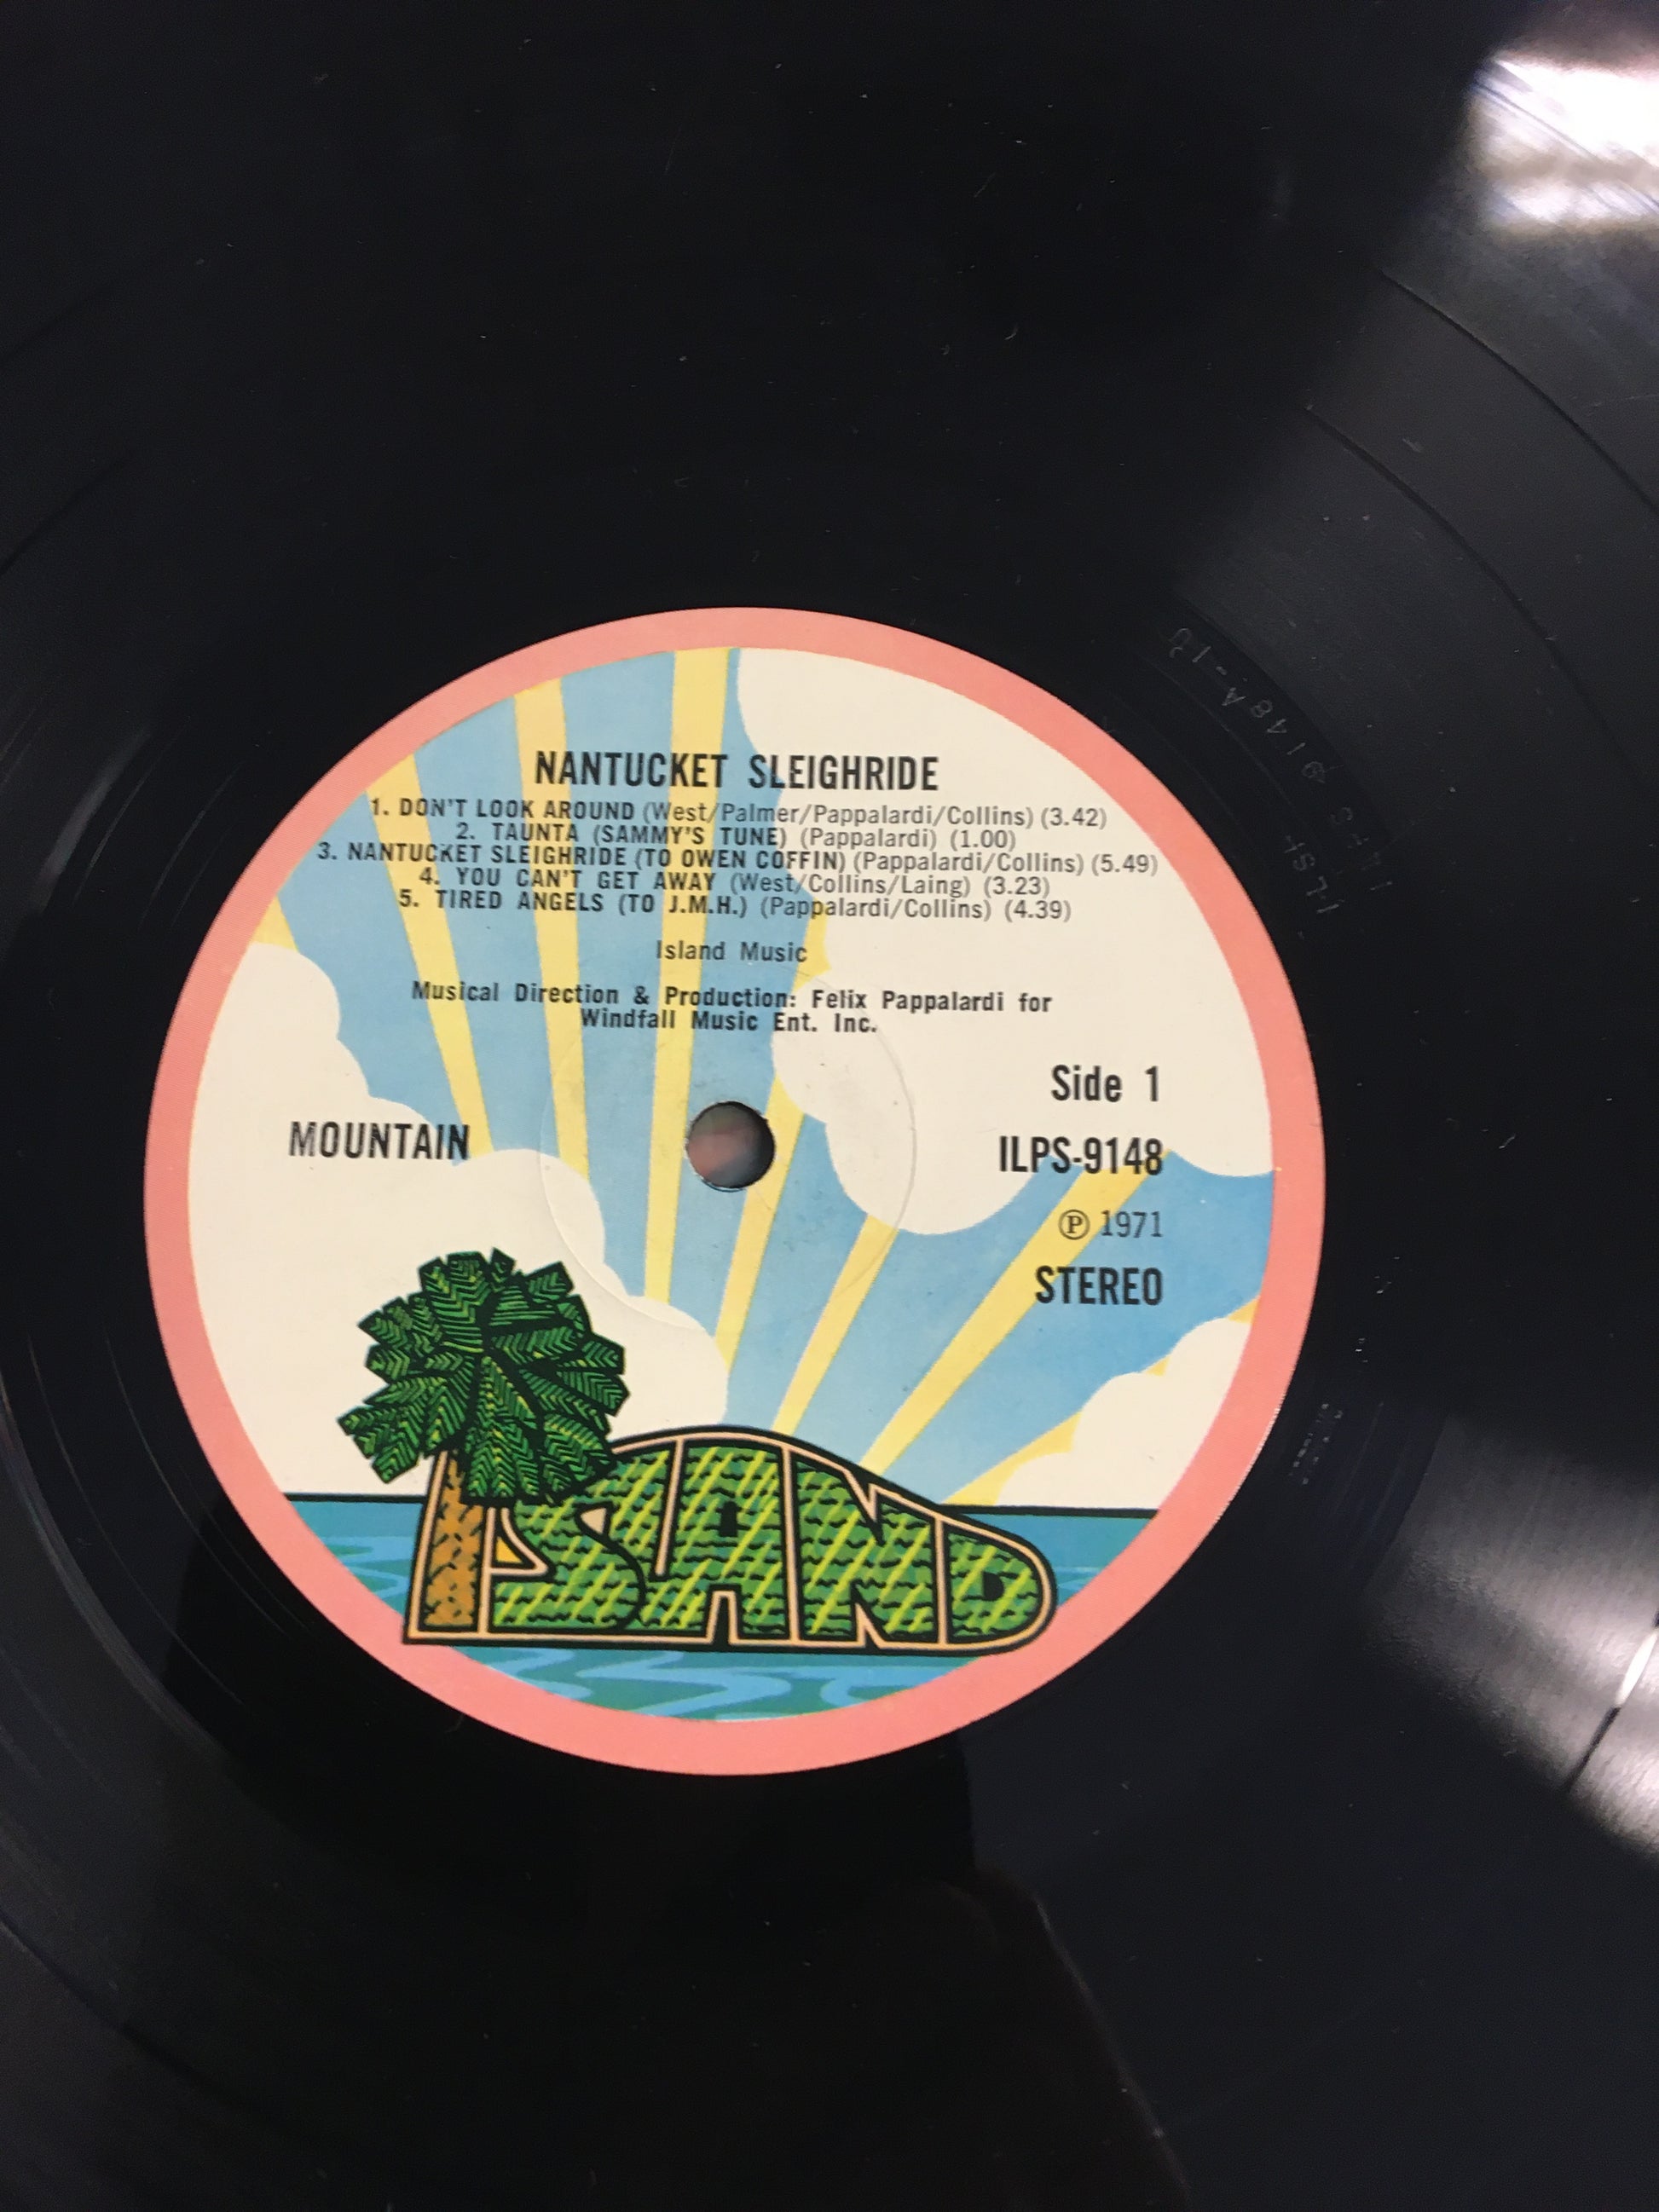 NANTUCKET SLEIGHRIDE
1. DON'T LOOK AROUND (West/Palmer/Pappalardi/Collins) (3.42)
2. TAUNTA (SAMMY'S TUNE) (Pappalardi) (1.00)
3. NANTUCKET SLEIGHRIDE (TO OWEN COFFIN) (Pappalardi/Collins) (5.49)
4. YOU CAN'T GET AWAY (West/Collins/Laing) (3.23)
5. TIRED ANGELS (TO J.M.H.) (Pappalardi/Collins) (4.39)
Island Music
Musical Direction & Production: Felix Pappalardi for
Windfall Music Ent. Inc.
Side 1
MOUNTAIN
ILPS-9148
Ⓟ 1971
STEREO
ISLAND